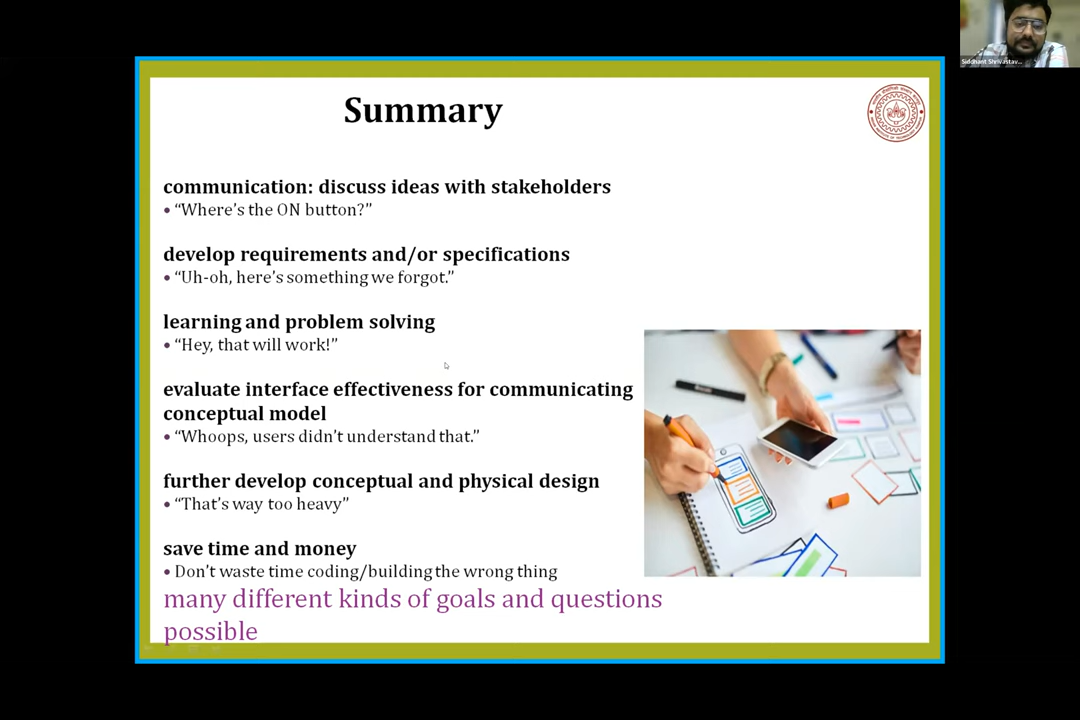 Siddhant Shrivastav...
Summary
communication: discuss ideas with stakeholders
• “Where’s the ON button?”
develop requirements and/or specifications
• “Uh-oh, here’s something we forgot.”
learning and problem solving
• “Hey, that will work!”
evaluate interface effectiveness for communicating
conceptual model
• “Whoops, users didn’t understand that.”
further develop conceptual and physical design
• “That’s way too heavy”
save time and money
• Don’t waste time coding/building the wrong thing
many different kinds of goals and questions
possible